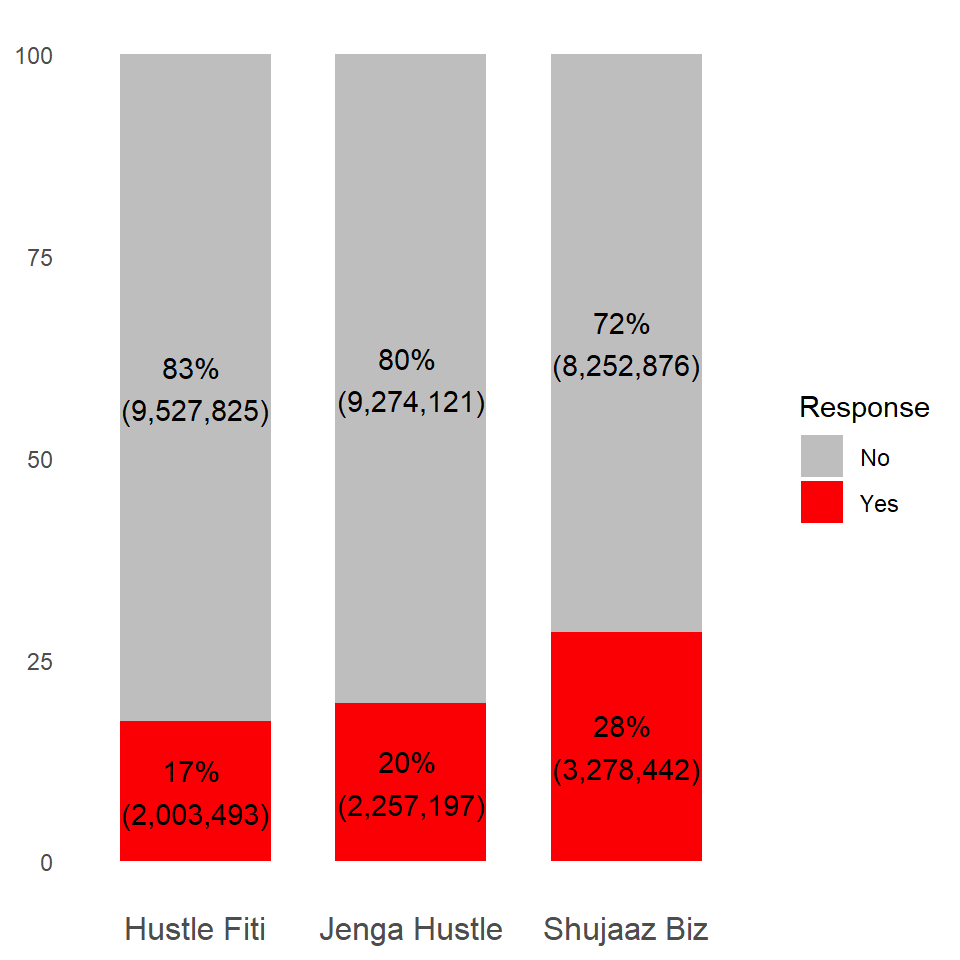 100
75
50
25
0
83%
(9,527,825)
17%
(2,003,493)
80%
(9,274,121)
20%
(2,257,197)
72%
(8,252,876)
28%
(3,278,442)
Hustle Fiti
Jenga Hustle
Shujaaz Biz
Response
No
Yes